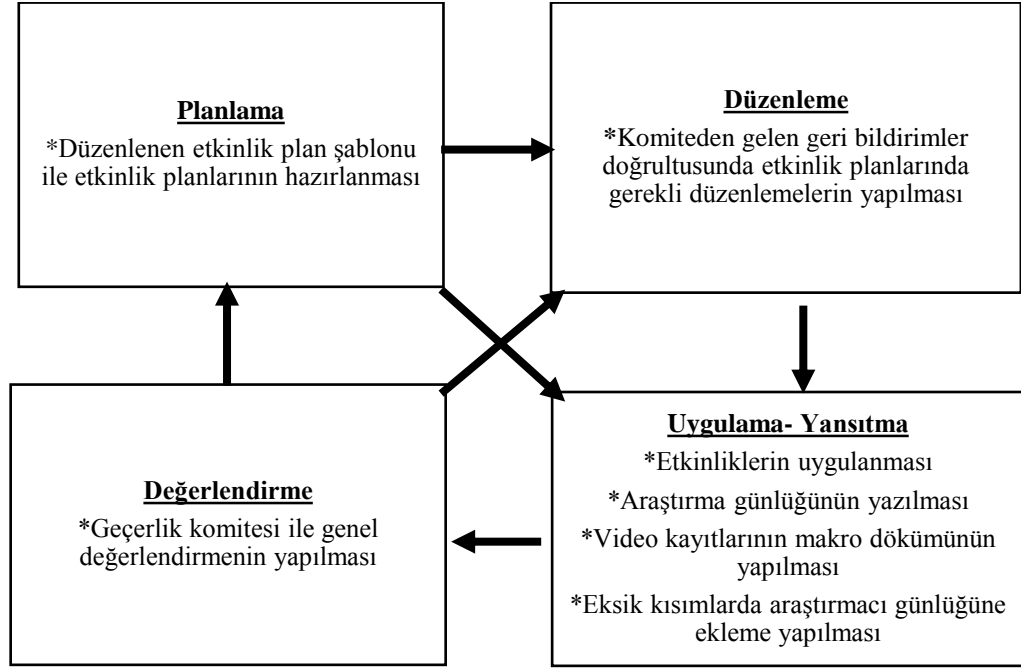 Planlama
*Düzenlenen etkinlik plan şablonu
ile etkinlik planlarının hazırlanması
Düzenleme
*Komiteden gelen geri bildirimler
doğrultusunda etkinlik planlarında
gerekli düzenlemelerin yapılması
Değerlendirme
*Geçerlik komitesi ile genel
değerlendirmenin yapılması
Uygulama- Yansıtma
*Etkinliklerin uygulanması
*Araştırma günlüğünün yazılması
*Video kayıtlarının makro dökümünün
yapılması
*Eksik kısımlarda araştırmacı günlüğüne
ekleme yapılması